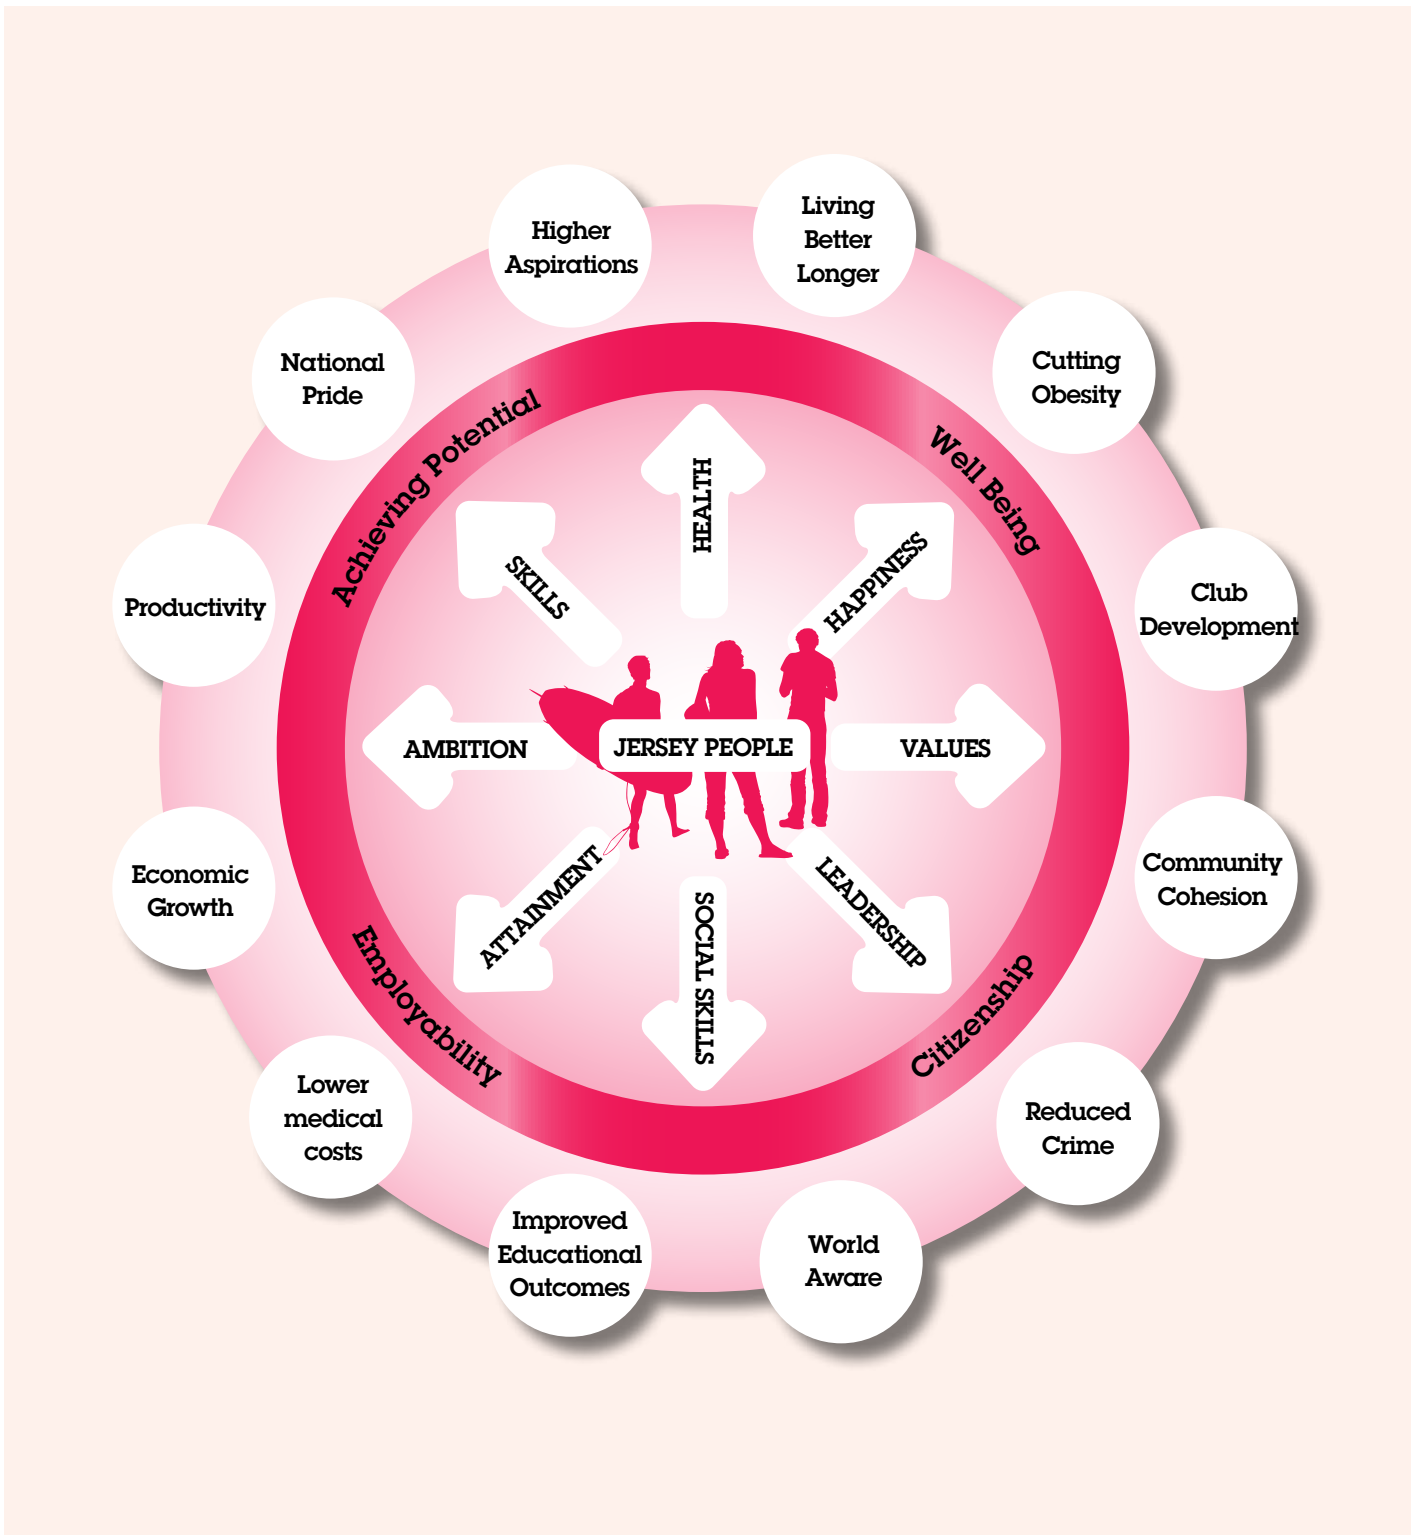 Living
Better
Longer
Cutting
Obesity
Club
Development
Community
Cohesion
Reduced
Crime
World
Aware
Improved
Educational
Outcomes
Lower
medical
costs
Economic
Growth
Productivity
National
Pride
Higher
Aspirations
Achieving Potential
Well Being
Citizenship
Employability
HEALTH
HAPPINESS
VALUES
LEADERSHIP
SOCIAL SKILLS
ATTAINMENT
AMBITION
SKILLS
JERSEY PEOPLE